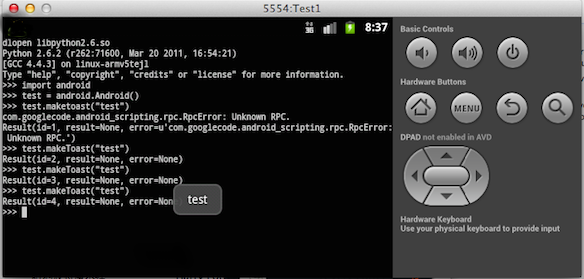 5554:Test1
3G
8:37
dlopen libpython2.6.so
Python 2.6.2 (r262:71600, Mar 20 2011, 16:54:21)
[GCC 4.4.3] on linux-armv5tejl
Type "help", "copyright", "credits" or "license" for more information.
>>> import android
>>> test = android.Android()
>>> test.maketoast("test")
com.googlecode.android_scripting.rpc.RpcError: Unknown RPC.
Result(id=1, result=None, error=u'com.googlecode.android_scripting.rpc.RpcError:
Unknown RPC.')
>>> test.makeToast("test")
Result(id=2, result=None, error=None)
>>> test.makeToast("test")
Result(id=3, result=None, error=None)
>>> test.makeToast("test")
Result(id=4, result=None, error=No
>>>
test
Basic Controls
Hardware Buttons
MENU
DPAD not enabled in AVD
Hardware Keyboard
Use your physical keyboard to provide input